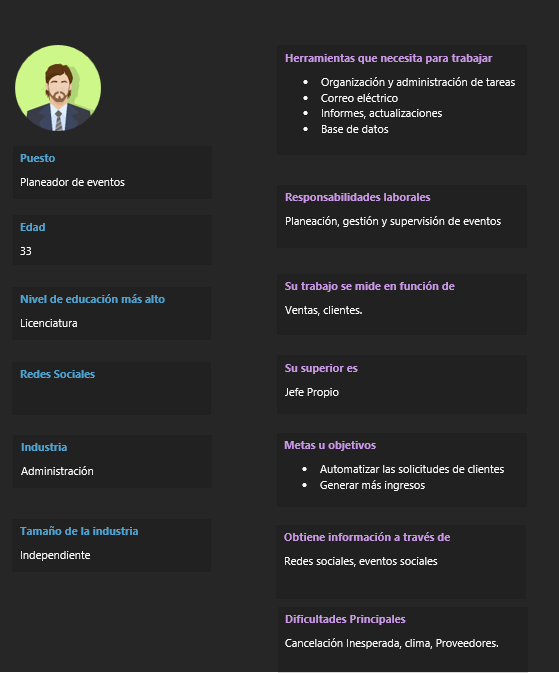 Puesto
Planeador de eventos
Edad
33
Nivel de educación más alto
Licenciatura
Redes Sociales
Industria
Administración
Tamaño de la industria
Independiente
Herramientas que necesita para trabajar
• Organización y administración de tareas
• Correo eléctrico
• Informes, actualizaciones
• Base de datos
Responsabilidades laborales
Planeación, gestión y supervisión de eventos
Su trabajo se mide en función de
Ventas, clientes.
Su superior es
Jefe Propio
Metas u objetivos
• Automatizar las solicitudes de clientes
• Generar más ingresos
Obtiene información a través de
Redes sociales, eventos sociales
Dificultades Principales
Cancelación Inesperada, clima, Proveedores.